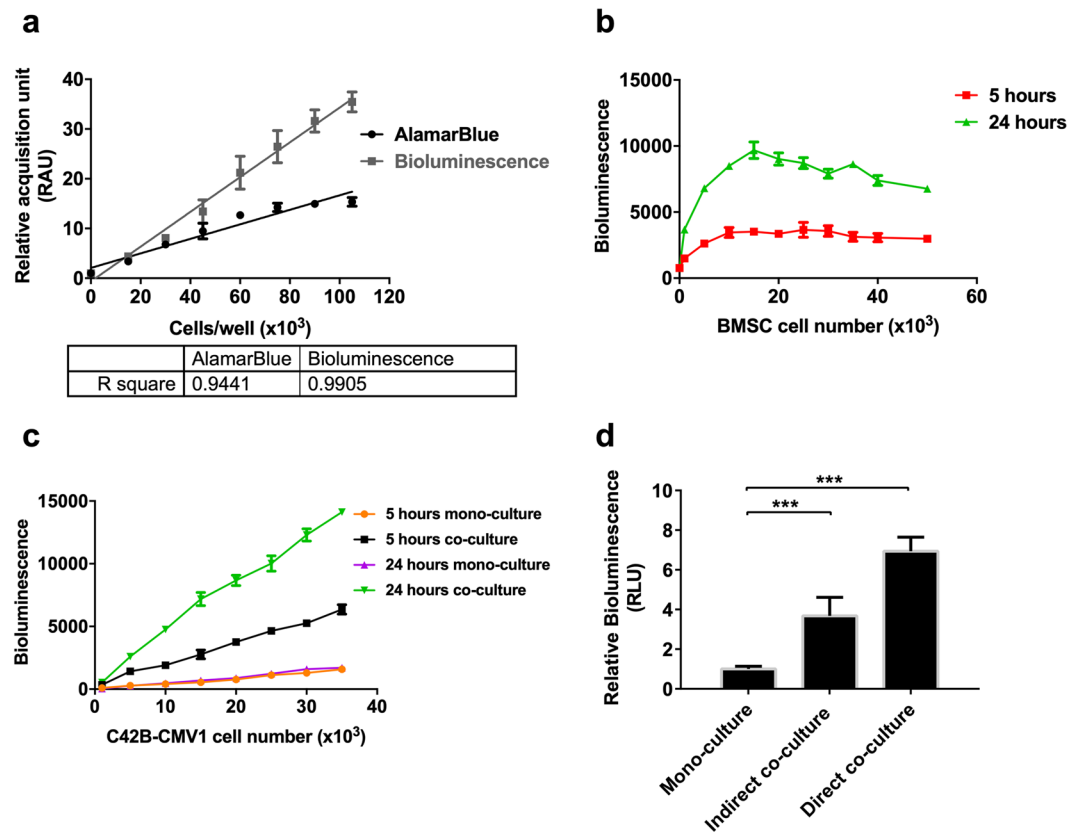 a
Relative acquisition unit
(RAU)
40
30
20
10
0
0 20 40 60 80 100 120
Cells/well (x10³)
AlamarBlue
Bioluminescence
AlamarBlue Bioluminescence
R square 0.9441 0.9905
b
Bioluminescence
15000
10000
5000
0
0 20 40 60
BMSC cell number (x10³)
5 hours
24 hours
c
Bioluminescence
15000
10000
5000
0
0 10 20 30 40
C42B-CMV1 cell number (x10³)
5 hours mono-culture
5 hours co-culture
24 hours mono-culture
24 hours co-culture
d
Relative Bioluminescence
(RLU)
10
8
6
4
2
0
***
***
Mono-culture
Indirect co-culture
Direct co-culture